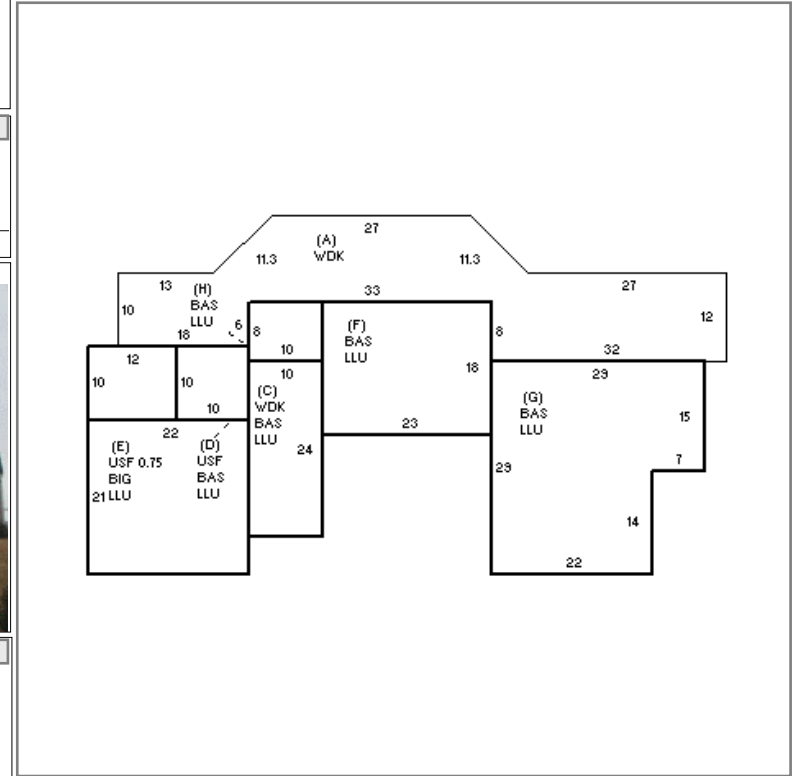 27
(A)
WDK
11.3
11.3
13
(H)
BAS
LLU
10
18
6
33
27
12
8
10
(F)
BAS
LLU
18
8
32
12
10
10
10
10
(C)
WDK
BAS
LLU
24
23
29
(G)
BAS
LLU
15
7
22
(E)
USF 0.75
BIG
LLU
21
(D)
USF
BAS
LLU
29
14
22